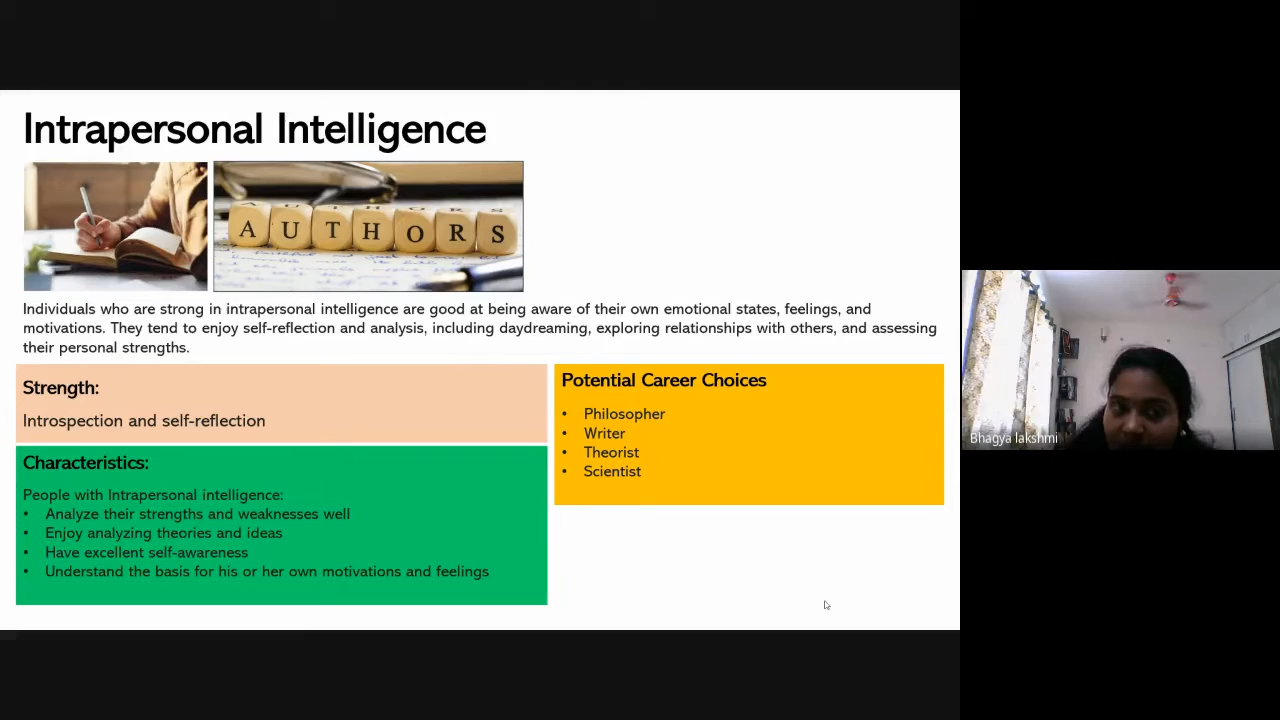 Intrapersonal Intelligence
A U T H O R S
Individuals who are strong in intrapersonal intelligence are good at being aware of their own emotional states, feelings, and
motivations. They tend to enjoy self-reflection and analysis, including daydreaming, exploring relationships with others, and assessing
their personal strengths.
Strength:
Introspection and self-reflection
Characteristics:
People with Intrapersonal intelligence:
• Analyze their strengths and weaknesses well
• Enjoy analyzing theories and ideas
• Have excellent self-awareness
• Understand the basis for his or her own motivations and feelings
Potential Career Choices
• Philosopher
• Writer
• Theorist
• Scientist
Bhagya lakshmi